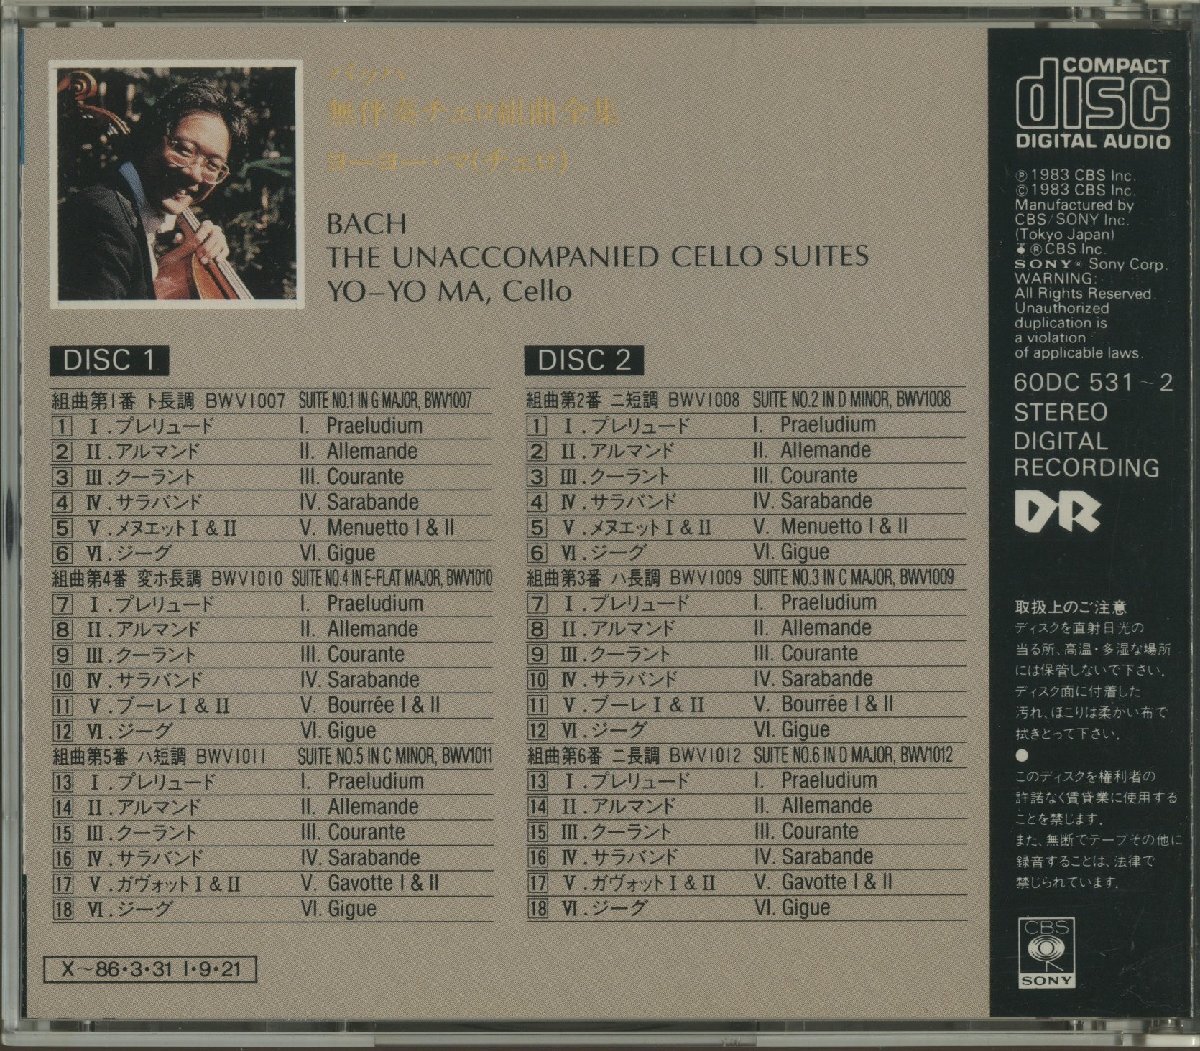 バッハ
無伴奏チェロ組曲全集
ヨーヨー・マ(チェロ)
BACH
THE UNACCOMPANIED CELLO SUITES
YO-YO MA, Cello
DISC 1
組曲第1番 ト長調 BWV1007 SUITE NO.1 IN G MAJOR, BWV1007
1 I.プレリュード I. Praeludium
2 II.アルマンド II. Allemande
3 III.クーラント III. Courante
4 IV.サラバンド IV. Sarabande
5 V.メヌエットI & II V. Menuetto I & II
6 VI.ジーグ VI. Gigue
組曲第4番 変ホ長調 BWV1010 SUITE NO.4 IN E-FLAT MAJOR, BWV1010
7 I.プレリュード I. Praeludium
8 II.アルマンド II. Allemande
9 III.クーラント III. Courante
10 IV.サラバンド IV. Sarabande
11 V.ブーレI & II V. Bourrée I & II
12 VI.ジーグ VI. Gigue
組曲第5番 ハ短調 BWV1011 SUITE NO.5 IN C MINOR, BWV1011
13 I.プレリュード I. Praeludium
14 II.アルマンド II. Allemande
15 III.クーラント III. Courante
16 IV.サラバンド IV. Sarabande
17 V.ガヴォットI & II V. Gavotte I & II
18 VI.ジーグ VI. Gigue
X~86・3・31 I・9・21
DISC 2
組曲第2番 ニ短調 BWV1008 SUITE NO.2 IN D MINOR, BWV1008
1 I.プレリュード I. Praeludium
2 II.アルマンド II. Allemande
3 III.クーラント III. Courante
4 IV.サラバンド IV. Sarabande
5 V.メヌエットI & II V. Menuetto I & II
6 VI.ジーグ VI. Gigue
組曲第3番 ハ長調 BWV1009 SUITE NO.3 IN C MAJOR, BWV1009
7 I.プレリュード I. Praeludium
8 II.アルマンド II. Allemande
9 III.クーラント III. Courante
10 IV.サラバンド IV. Sarabande
11 V.ブーレI & II V. Bourrée I & II
12 VI.ジーグ VI. Gigue
組曲第6番 ニ長調 BWV1012 SUITE NO.6 IN D MAJOR, BWV1012
13 I.プレリュード I. Praeludium
14 II.アルマンド II. Allemande
15 III.クーラント III. Courante
16 IV.サラバンド IV. Sarabande
17 V.ガヴォットI & II V. Gavotte I & II
18 VI.ジーグ VI. Gigue
COMPACT
disc
DIGITAL AUDIO
℗1983 CBS Inc.
©1983 CBS Inc.
Manufactured by
CBS/SONY Inc.
(Tokyo Japan)
®CBS Inc.
SONY® Sony Corp.
WARNING:
All Rights Reserved.
Unauthorized
duplication is
a violation
of applicable laws.
60DC 531~2
STEREO
DIGITAL
RECORDING
DR
取扱上のご注意
ディスクを直射日光の
当る所、高温・多湿な場所
には保管しないで下さい。
ディスク面に付着した
汚れ、ほこりは柔かい布で
拭きとって下さい。
●
このディスクを権利者の
許諾なく賃貸業に使用する
ことを禁じます。
また、無断でテープその他に
録音することは、法律で
禁じられています。
CBS
SONY